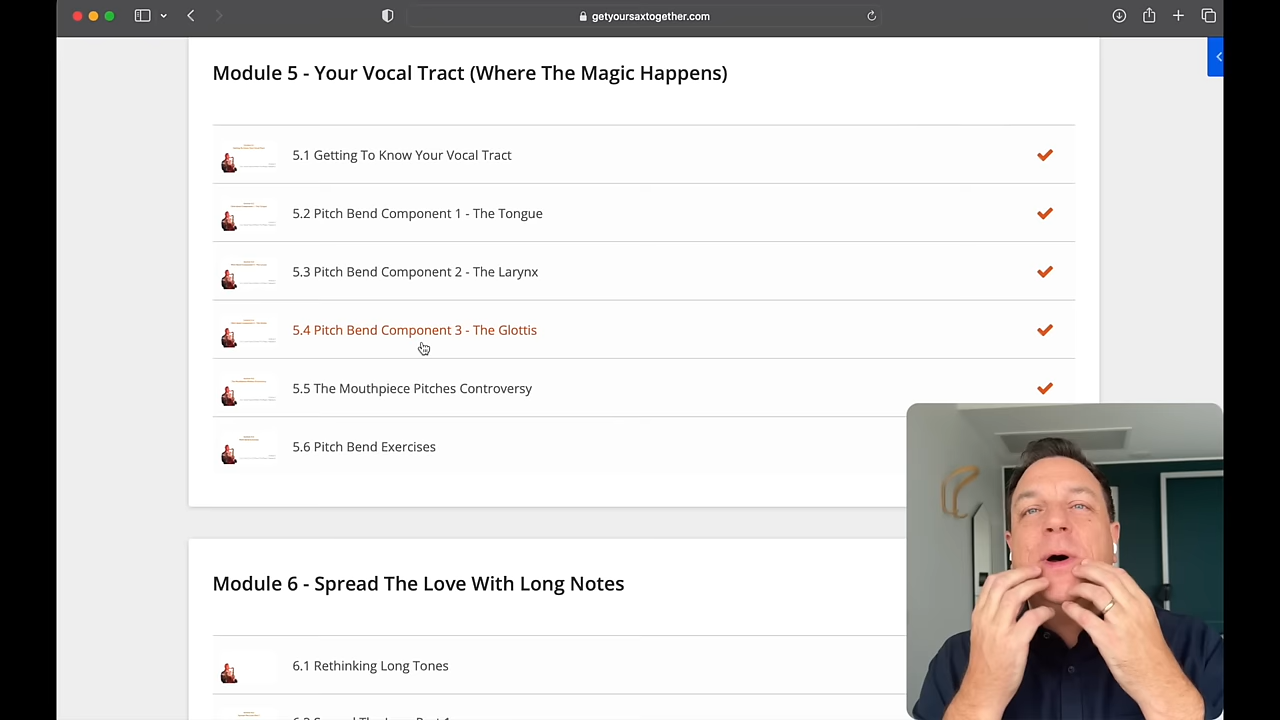 getyoursaxtogether.com
Module 5 - Your Vocal Tract (Where The Magic Happens)
5.1 Getting To Know Your Vocal Tract
5.2 Pitch Bend Component 1 - The Tongue
5.3 Pitch Bend Component 2 - The Larynx
5.4 Pitch Bend Component 3 - The Glottis
5.5 The Mouthpiece Pitches Controversy
5.6 Pitch Bend Exercises
Module 6 - Spread The Love With Long Notes
6.1 Rethinking Long Tones